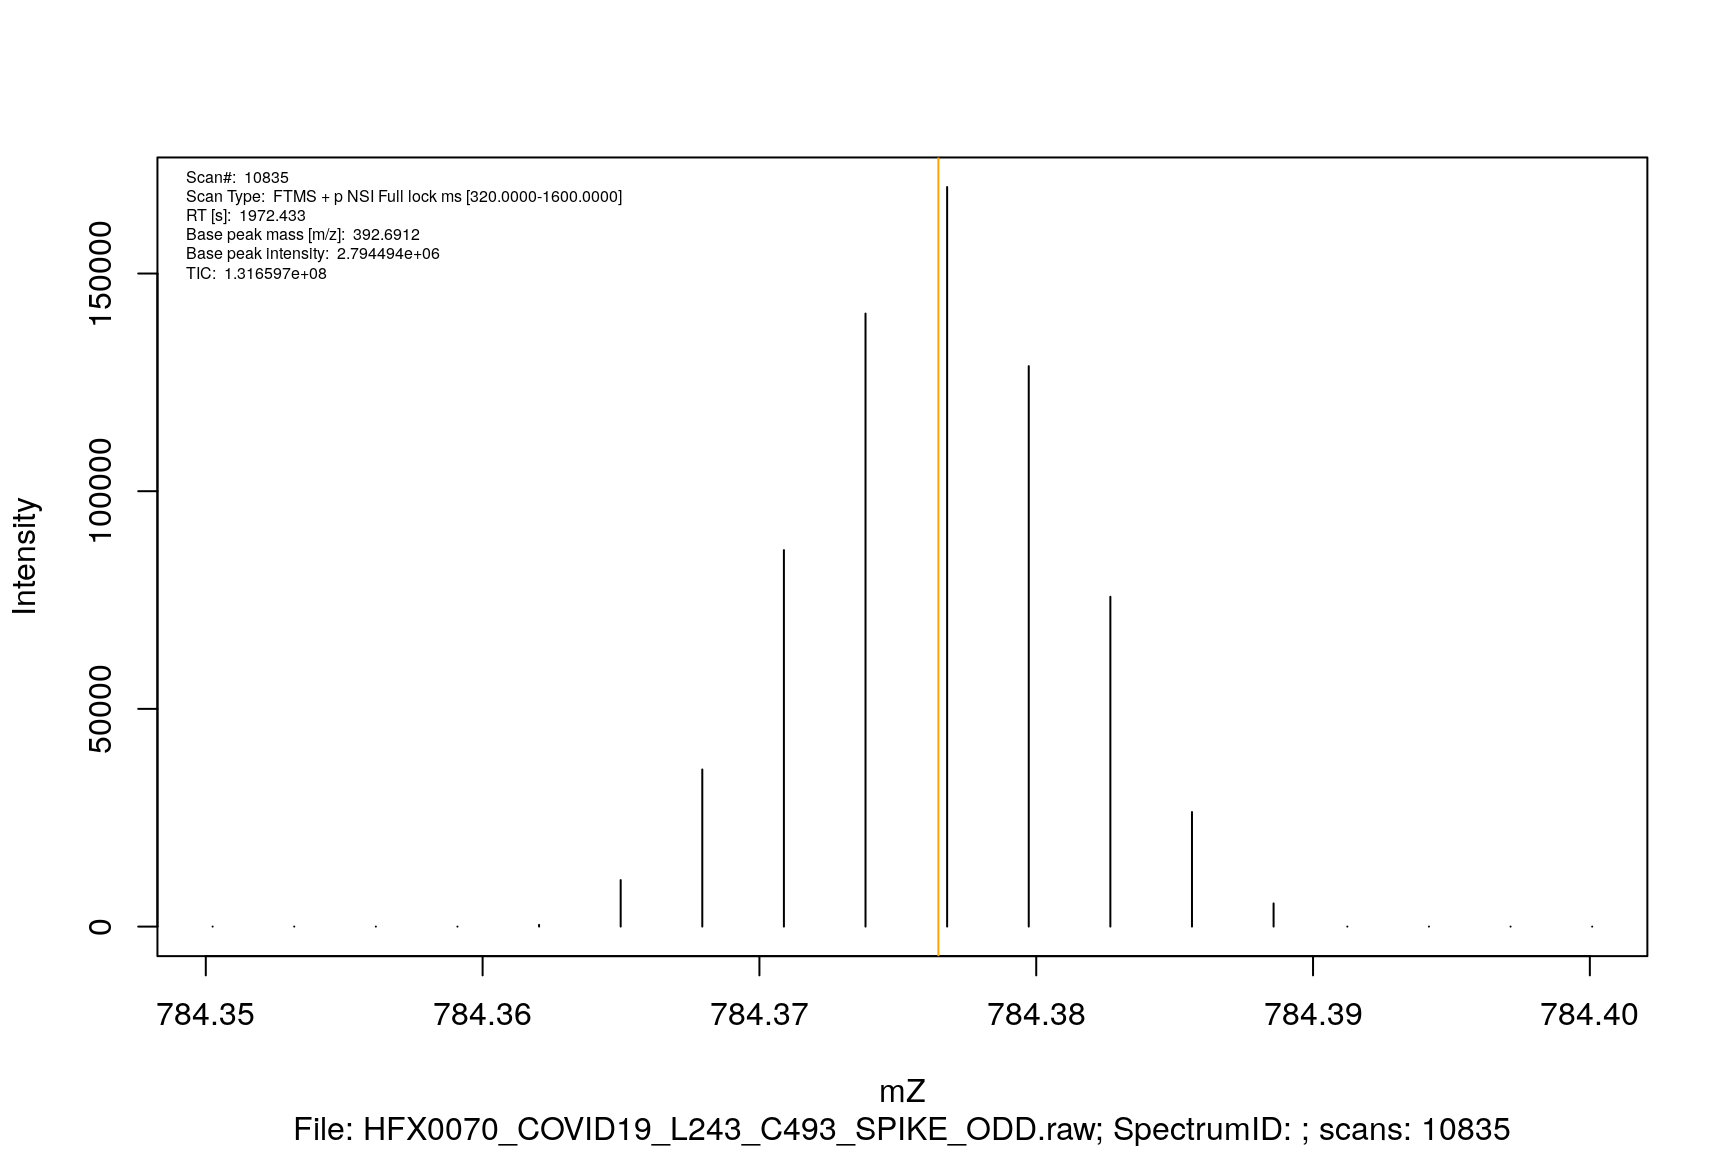 Scan#: 10835
Scan Type: FTMS + p NSI Full lock ms [320.0000-1600.0000]
RT [s]: 1972.433
Base peak mass [m/z]: 392.6912
Base peak intensity: 2.794494e+06
TIC: 1.316597e+08
150000
100000
50000
0
Intensity
784.35 784.36 784.37 784.38 784.39 784.40
mZ
File: HFX0070_COVID19_L243_C493_SPIKE_ODD.raw; SpectrumID: ; scans: 10835